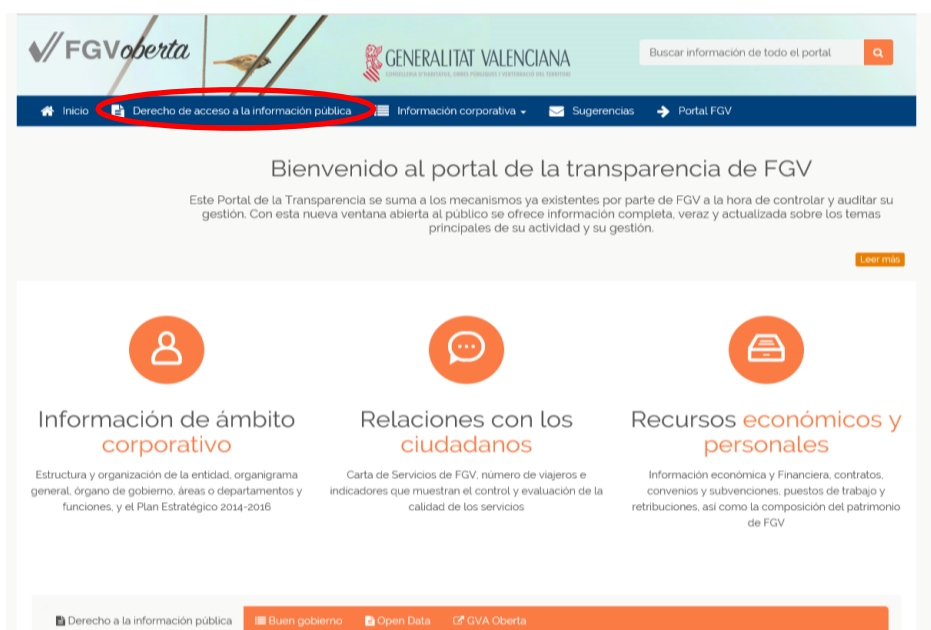 FGVoberta
GENERALITAT VALENCIANA
Buscar información de todo el portal
Inicio
Derecho de acceso a la información pública
Información corporativa
Sugerencias
Portal FGV
Bienvenido al portal de la transparencia de FGV
Este Portal de la Transparencia se suma a los mecanismos ya existentes por parte de FGV a la hora de controlar y auditar su
gestión. Con esta nueva ventana abierta al público se ofrece información completa, veraz y actualizada sobre los temas
principales de su actividad y su gestión.
Leer más
Información de ámbito
corporativo
Estructura y organización de la entidad, organigrama
general, órgano de gobierno, áreas o departamentos y
funciones, y el Plan Estratégico 2014-2016
Relaciones con los
ciudadanos
Carta de Servicios de FGV, número de viajeros e
indicadores que muestran el control y evaluación de la
calidad de los servicios
Recursos económicos y
personales
Información económica y Financiera, contratos,
convenios y subvenciones, puestos de trabajo y
retribuciones, así como la composición del patrimonio
de FGV
Derecho a la información pública
Buen gobierno
Open Data
GVA Oberta